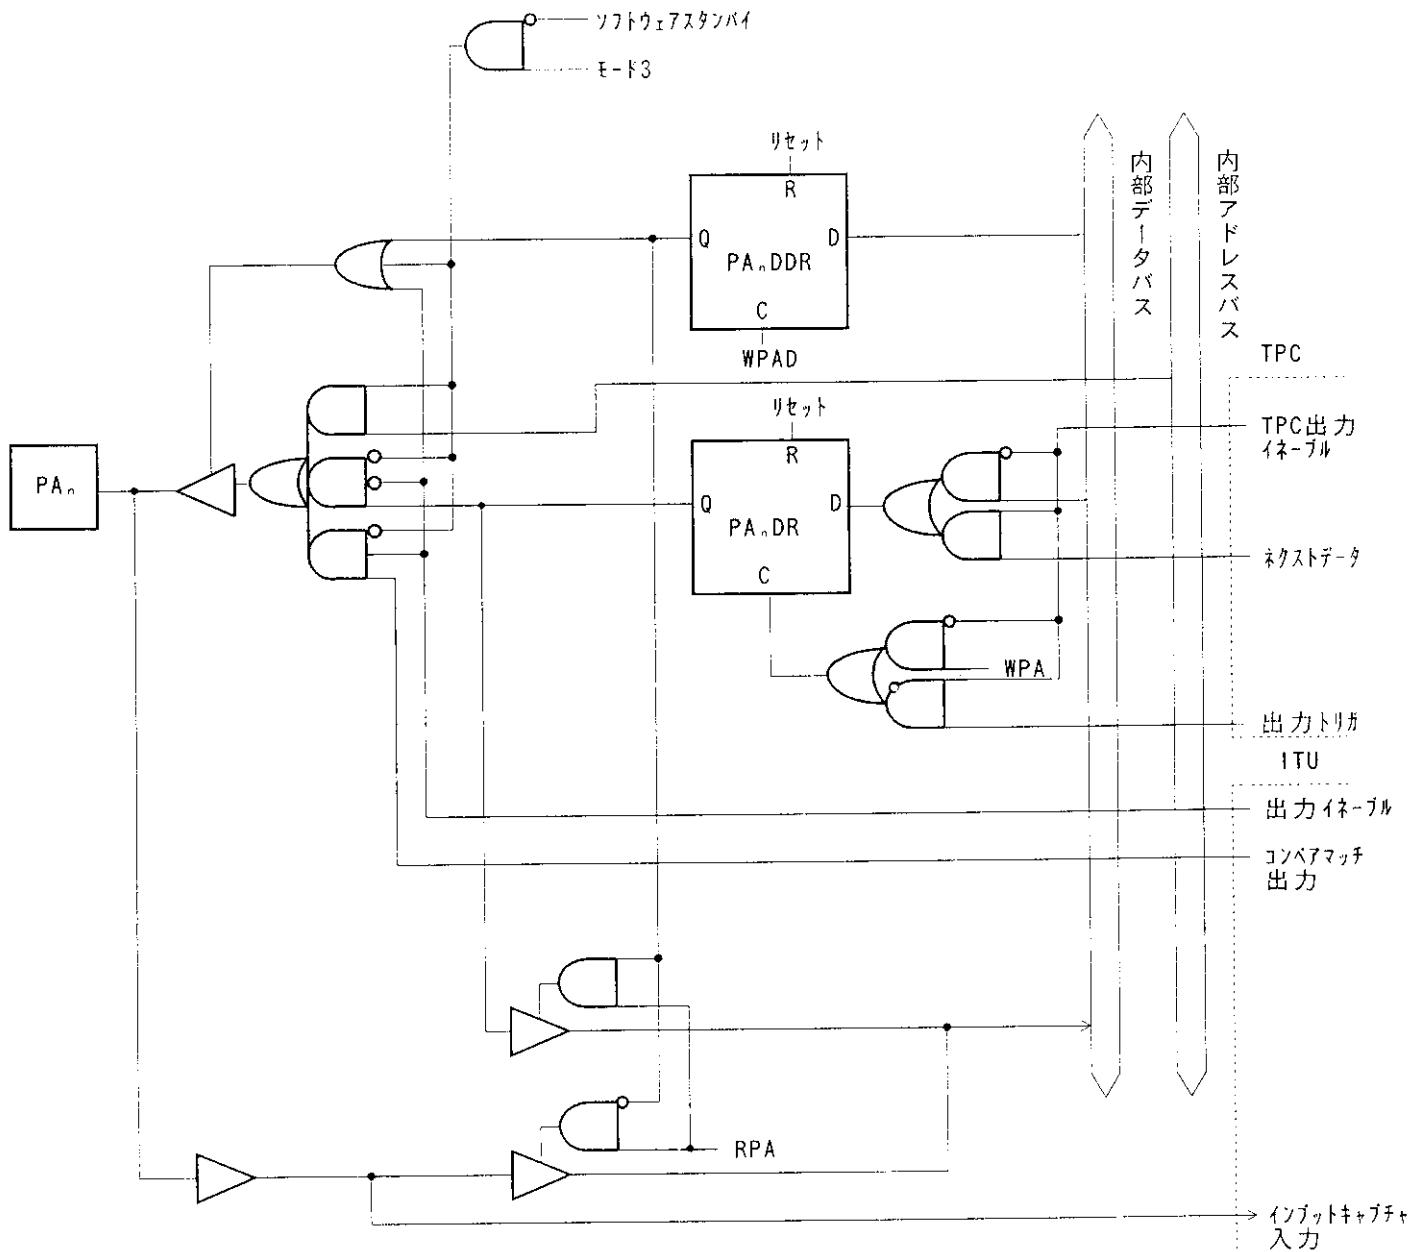 ソフトウェアスタンバイ
モード3
リセット
R
Q
D
PAnDDR
C
WPAD
内部データバス
内部アドレスバス
TPC
リセット
R
Q
D
PAnDR
C
TPC出力
イネーブル
PAn
ネクストデータ
WPA
出力トリガ
ITU
出力イネーブル
コンペアマッチ
出力
RPA
インプットキャプチャ
入力